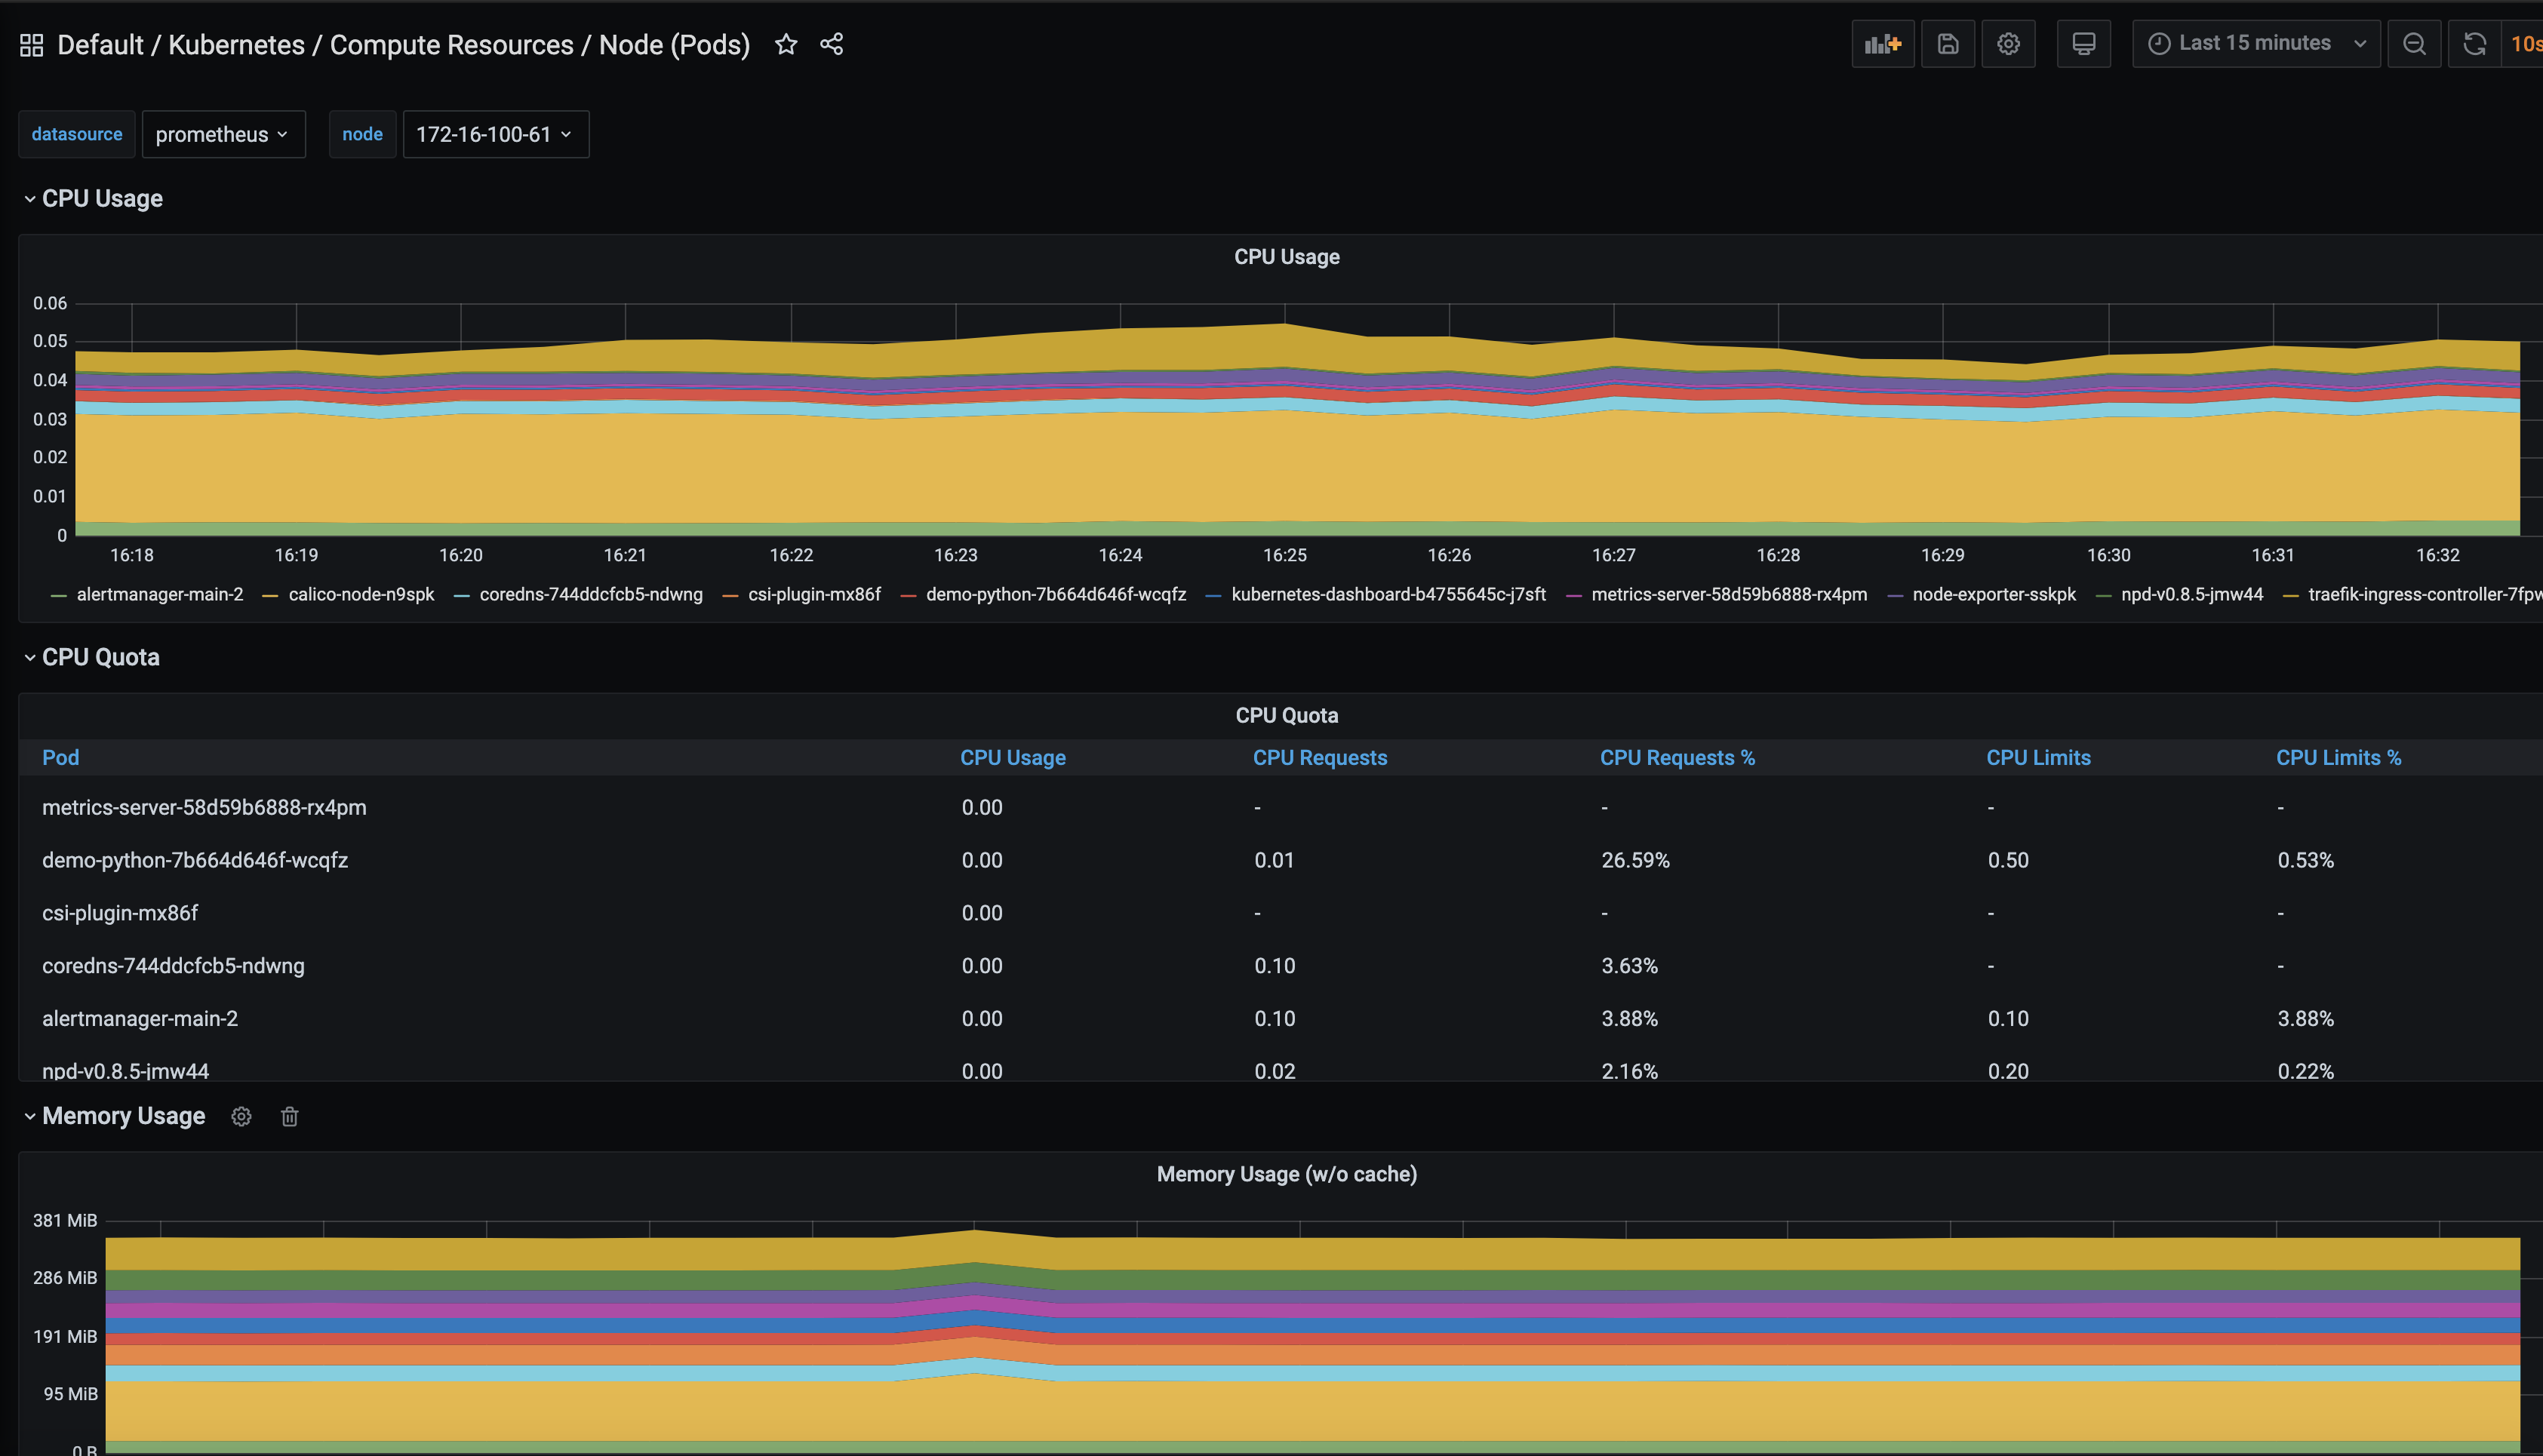 Default / Kubernetes / Compute Resources / Node (Pods)
Last 15 minutes
10s
datasource prometheus node 172-16-100-61
CPU Usage
CPU Usage
0.06
0.05
0.04
0.03
0.02
0.01
0
16:18 16:19 16:20 16:21 16:22 16:23 16:24 16:25 16:26 16:27 16:28 16:29 16:30 16:31 16:32
alertmanager-main-2 calico-node-n9spk coredns-744ddcfcb5-ndwng csi-plugin-mx86f demo-python-7b664d646f-wcqfz kubernetes-dashboard-b4755645c-j7sft metrics-server-58d59b6888-rx4pm node-exporter-sskpk npd-v0.8.5-jmw44 traefik-ingress-controller-7fpw
CPU Quota
CPU Quota
Pod CPU Usage CPU Requests CPU Requests % CPU Limits CPU Limits %
metrics-server-58d59b6888-rx4pm 0.00 - - - -
demo-python-7b664d646f-wcqfz 0.00 0.01 26.59% 0.50 0.53%
csi-plugin-mx86f 0.00 - - - -
coredns-744ddcfcb5-ndwng 0.00 0.10 3.63% - -
alertmanager-main-2 0.00 0.10 3.88% 0.10 3.88%
npd-v0.8.5-jmw44 0.00 0.02 2.16% 0.20 0.22%
Memory Usage
Memory Usage (w/o cache)
381 MiB
286 MiB
191 MiB
95 MiB
0 B